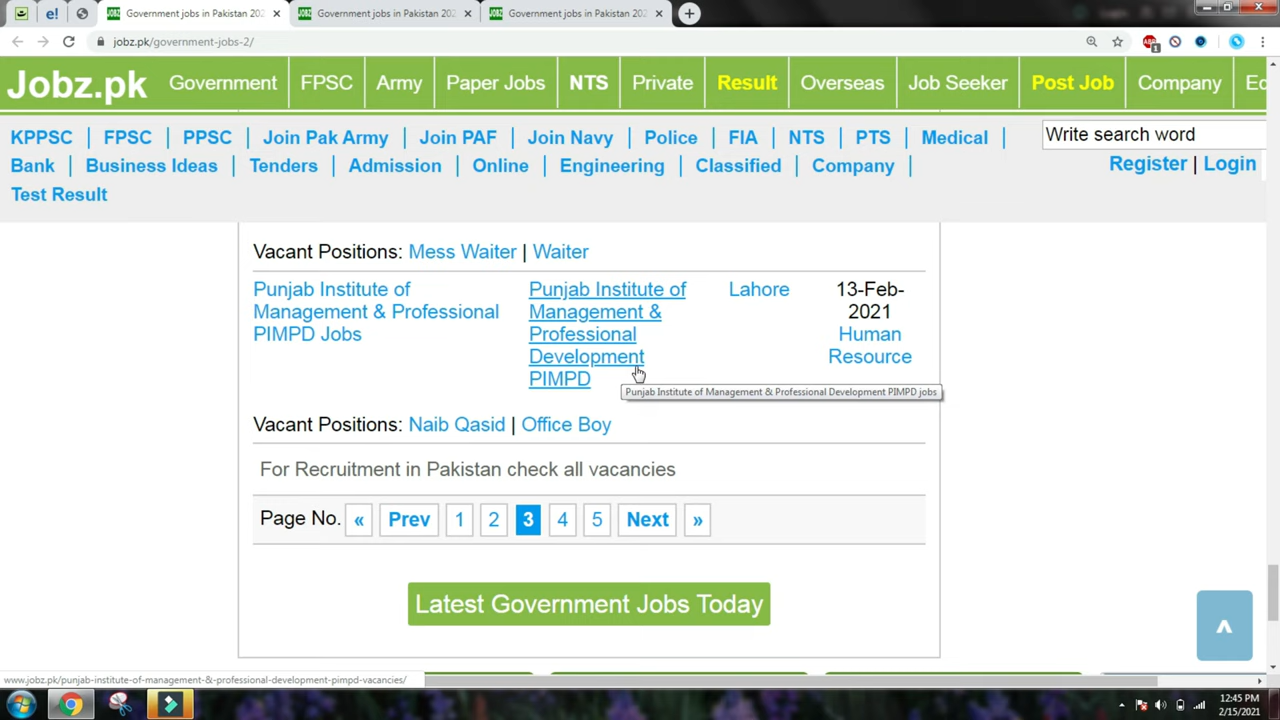 Government jobs in Pakistan 202
Government jobs in Pakistan 202
Government jobs in Pakistan 202
jobz.pk/government-jobs-2/
Jobz.pk Government FPSC Army Paper Jobs NTS Private Result Overseas Job Seeker Post Job Company Ed
KPPSC | FPSC | PPSC | Join Pak Army | Join PAF | Join Navy | Police | FIA | NTS | PTS | Medical |
Write search word
Bank | Business Ideas | Tenders | Admission | Online | Engineering | Classified | Company |
Register | Login
Test Result
Vacant Positions: Mess Waiter | Waiter
Punjab Institute of
Management & Professional
PIMPD Jobs
Punjab Institute of
Management &
Professional
Development
PIMPD
Lahore
13-Feb-
2021
Human
Resource
Punjab Institute of Management & Professional Development PIMPD jobs
Vacant Positions: Naib Qasid | Office Boy
For Recruitment in Pakistan check all vacancies
Page No. « Prev 1 2 3 4 5 Next »
Latest Government Jobs Today
www.jobz.pk/punjab-institute-of-management-&-professional-development-pimpd-vacancies/
12:45 PM
2/15/2021